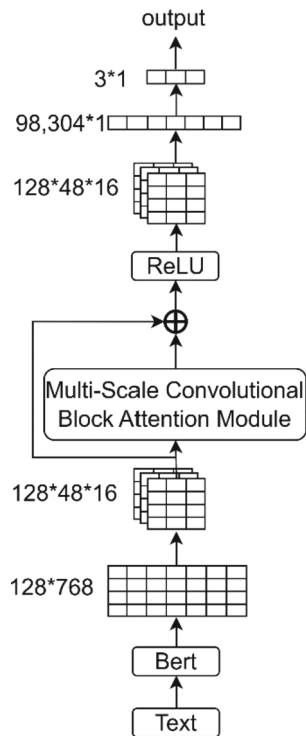 output
3*1
98,304*1
128*48*16
ReLU
Multi-Scale Convolutional
Block Attention Module
128*48*16
128*768
Bert
Text